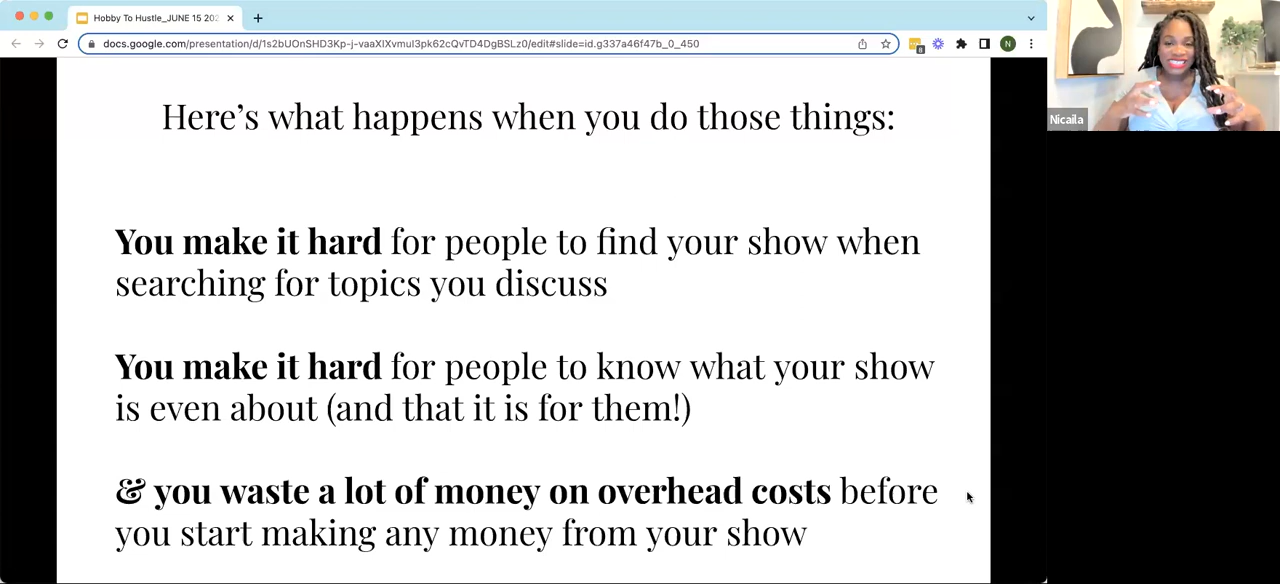 Hobby To Hustle_JUNE 15 202
docs.google.com/presentation/d/1s2bUOnSHD3Kp-j-vaaXIXvmuI3pk62cQvTD4DgBSLz0/edit#slide=id.g337a46f47b_0_450
8
N
Nicaila
Here's what happens when you do those things:
You make it hard for people to find your show when
searching for topics you discuss
You make it hard for people to know what your show
is even about (and that it is for them!)
& you waste a lot of money on overhead costs before
you start making any money from your show